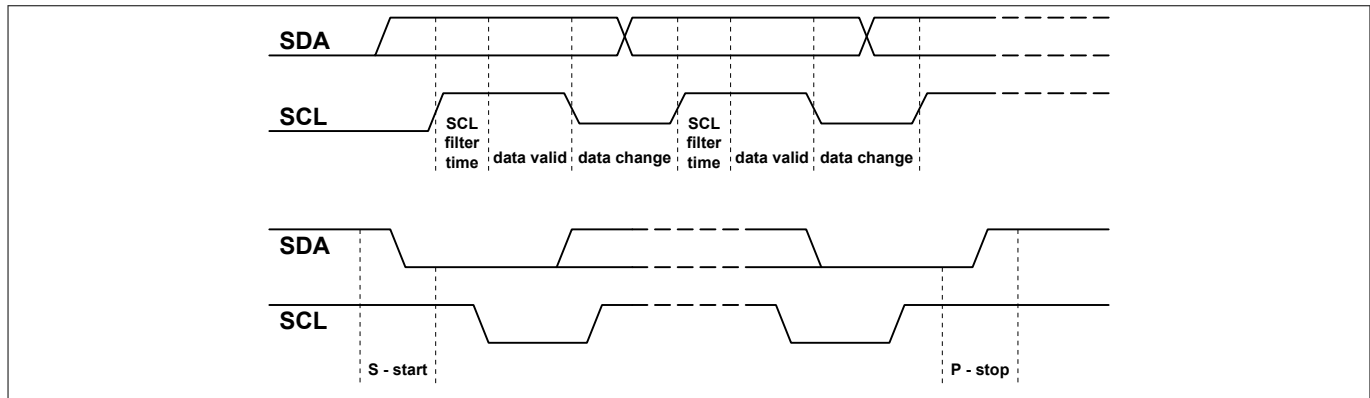 SDA
SCL
SCL
filter
time
data valid
data change
SCL
filter
time
data valid
data change
SDA
SCL
S - start
P - stop